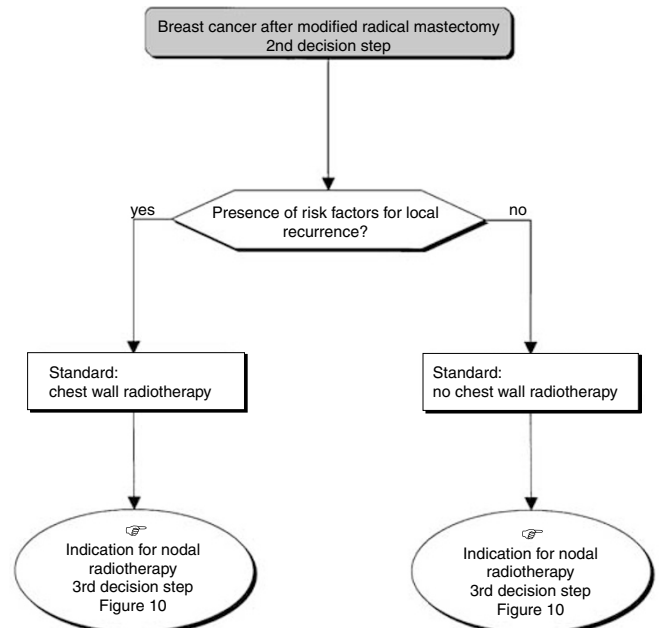 Breast cancer after modified radical mastectomy
2nd decision step
yes
Presence of risk factors for local
recurrence?
no
Standard:
chest wall radiotherapy
Standard:
no chest wall radiotherapy
☞
Indication for nodal
radiotherapy
3rd decision step
Figure 10
☞
Indication for nodal
radiotherapy
3rd decision step
Figure 10